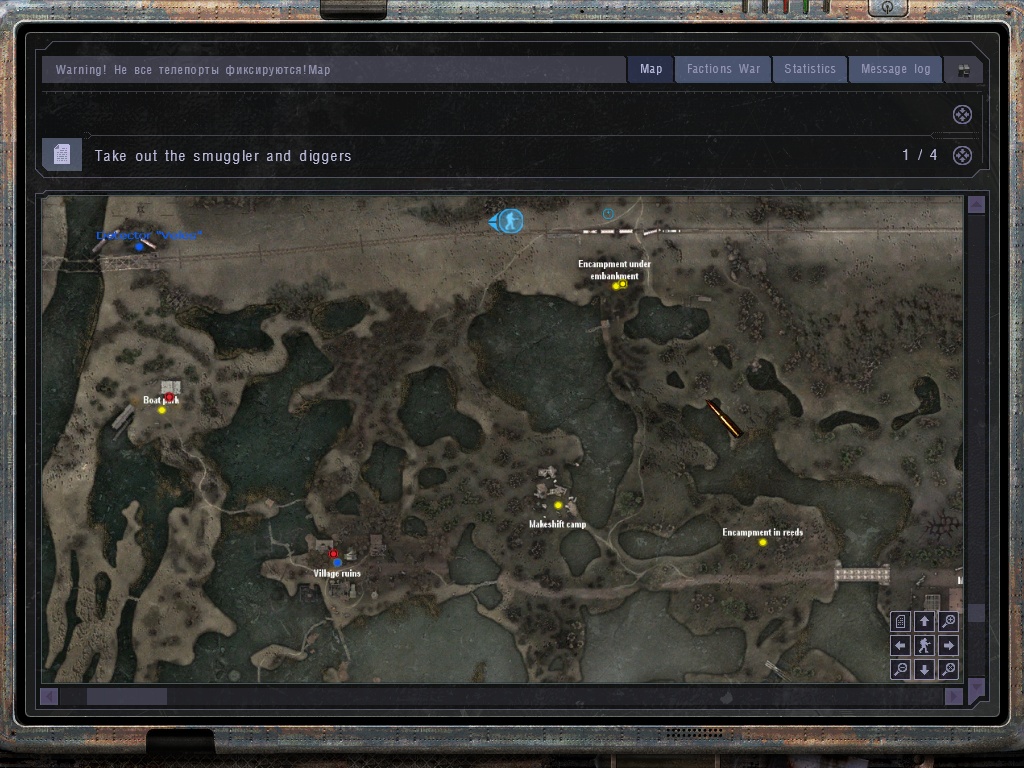 Warning! Не все телепорты фиксируются!Map
Map
Factions War
Statistics
Message log
Take out the smuggler and diggers
1 / 4
Encampment under
embankment
Boat park
Makeshift camp
Encampment in reeds
Village ruins